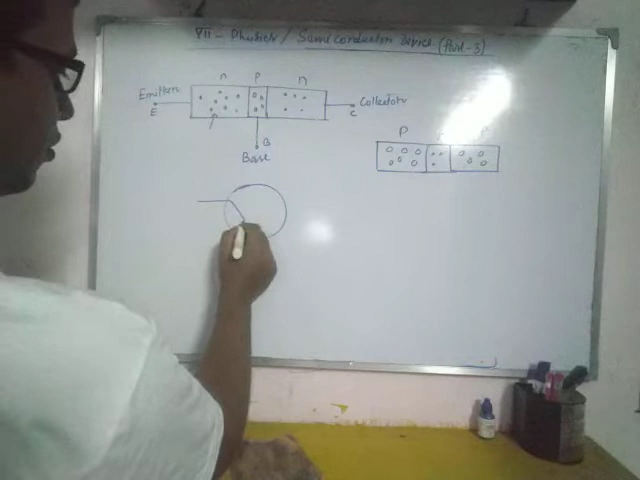 XII - Physics / Semiconductor Device (Part-3)
n p n
Emitter
E
Collector
C
B
Base
P P